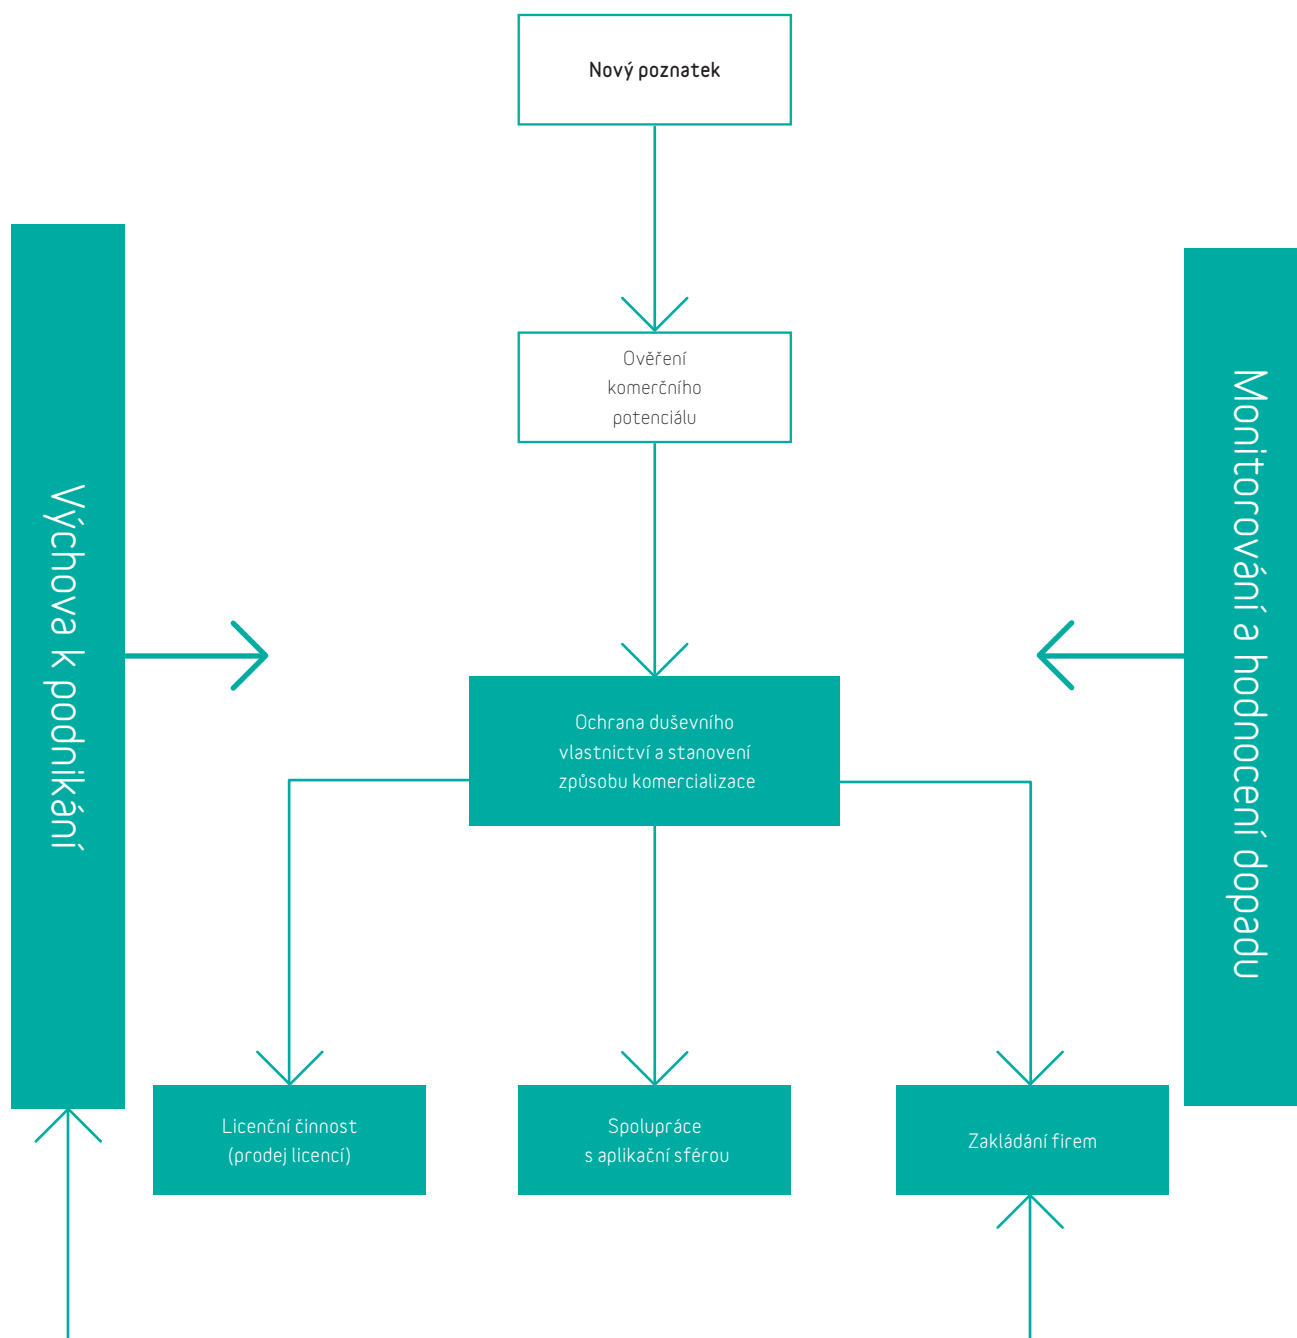 Nový poznatek
Ověření
komerčního
potenciálu
Výchova k podnikání
Monitorování a hodnocení dopadu
Ochrana duševního
vlastnictví a stanovení
způsobu komercializace
Licenční činnost
(prodej licencí)
Spolupráce
s aplikační sférou
Zakládání firem